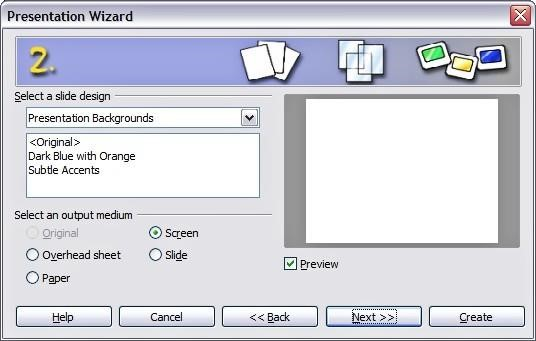 Presentation Wizard
2.
Select a slide design
Presentation Backgrounds
<Original>
Dark Blue with Orange
Subtle Accents
Select an output medium
Original
Screen
Overhead sheet
Slide
Paper
Preview
Help
Cancel
<< Back
Next >>
Create